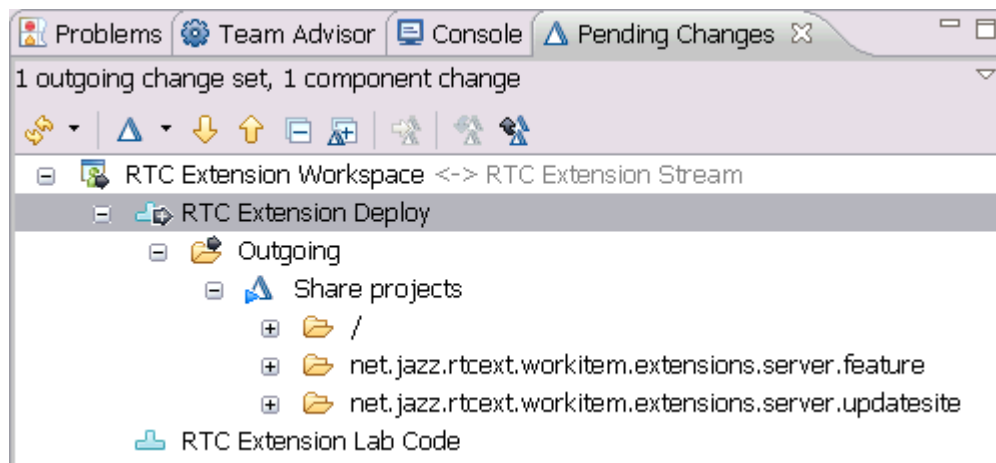 Problems Team Advisor Console Pending Changes
1 outgoing change set, 1 component change
RTC Extension Workspace <-> RTC Extension Stream
RTC Extension Deploy
Outgoing
Share projects
/
net.jazz.rtcext.workitem.extensions.server.feature
net.jazz.rtcext.workitem.extensions.server.updatesite
RTC Extension Lab Code